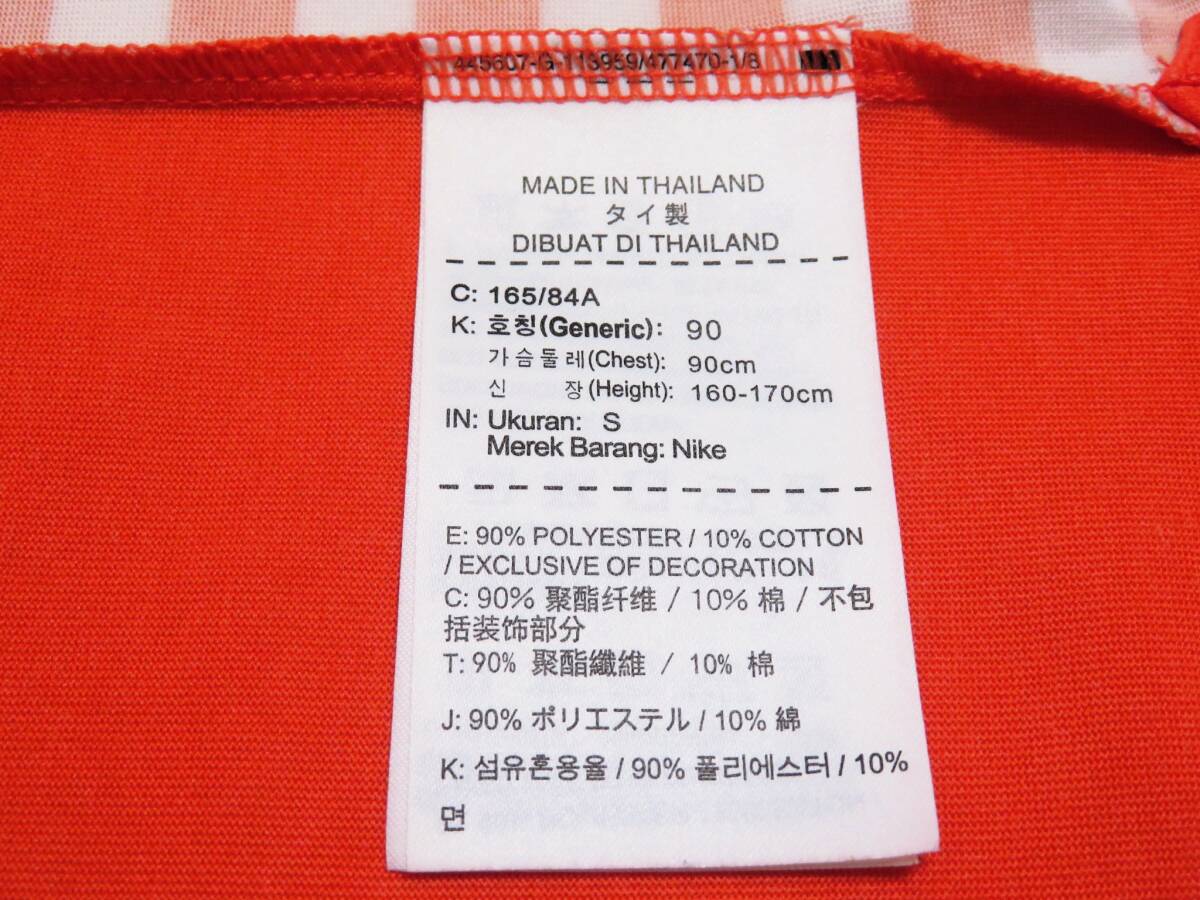 445607-G-113959/477470-1/8
MADE IN THAILAND
タイ製
DIBUAT DI THAILAND
C: 165/84A
K: 호칭(Generic): 90
가슴둘레(Chest): 90cm
신 장(Height): 160-170cm
IN: Ukuran: S
Merek Barang: Nike
E: 90% POLYESTER / 10% COTTON
/ EXCLUSIVE OF DECORATION
C: 90% 聚酯纤维 / 10% 棉 / 不包
括装饰部分
T: 90% 聚酯纖維 / 10% 棉
J: 90% ポリエステル / 10% 綿
K: 섬유혼용율 / 90% 폴리에스터 / 10%
면